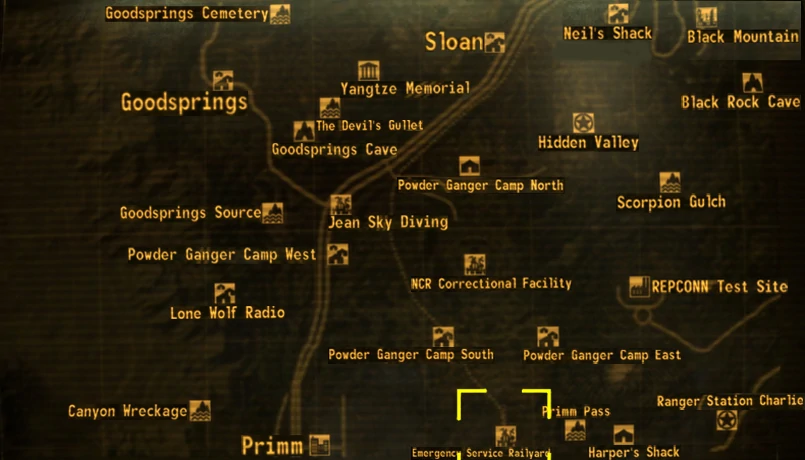 Goodsprings Cemetery
Sloan
Neil's Shack
Black Mountain
Goodsprings
Yangtze Memorial
Black Rock Cave
The Devil's Gullet
Goodsprings Cave
Hidden Valley
Powder Ganger Camp North
Scorpion Gulch
Goodsprings Source
Jean Sky Diving
Powder Ganger Camp West
NCR Correctional Facility
REPCONN Test Site
Lone Wolf Radio
Powder Ganger Camp South
Powder Ganger Camp East
Canyon Wreckage
Primm Pass
Ranger Station Charlie
Primm
Emergency Service Railyard
Harper's Shack